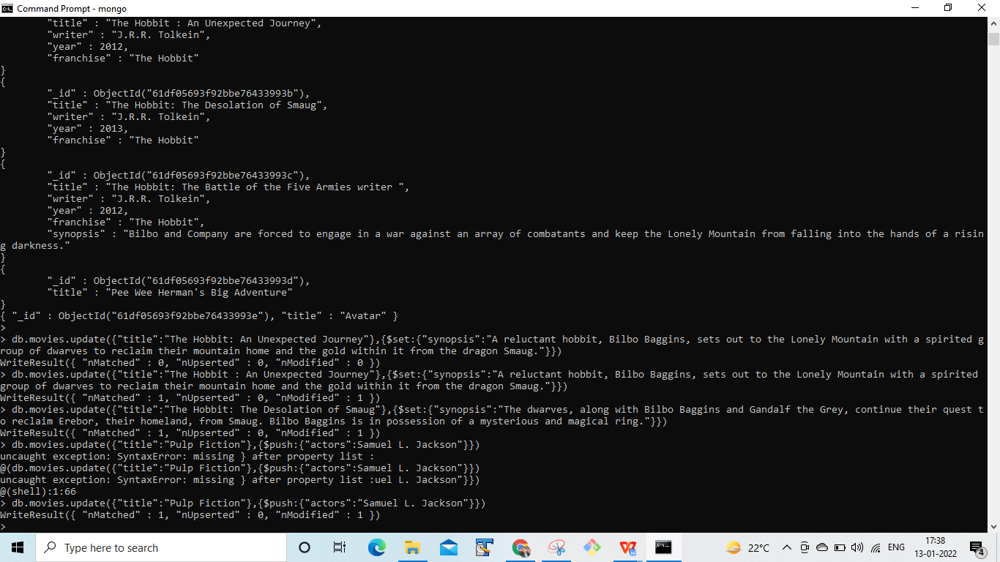 Command Prompt - mongo
"title" : "The Hobbit : An Unexpected Journey",
"writer" : "J.R.R. Tolkein",
"year" : 2012,
"franchise" : "The Hobbit"
}
{
"_id" : ObjectId("61df05693f92bbe76433993b"),
"title" : "The Hobbit: The Desolation of Smaug",
"writer" : "J.R.R. Tolkein",
"year" : 2013,
"franchise" : "The Hobbit"
}
{
"_id" : ObjectId("61df05693f92bbe76433993c"),
"title" : "The Hobbit: The Battle of the Five Armies writer ",
"writer" : "J.R.R. Tolkein",
"year" : 2012,
"franchise" : "The Hobbit",
"synopsis" : "Bilbo and Company are forced to engage in a war against an array of combatants and keep the Lonely Mountain from falling into the hands of a risin
g darkness."
}
{
"_id" : ObjectId("61df05693f92bbe76433993d"),
"title" : "Pee Wee Herman's Big Adventure"
}
{ "_id" : ObjectId("61df05693f92bbe76433993e"), "title" : "Avatar" }
>
> db.movies.update({"title":"The Hobbit: An Unexpected Journey"},{$set:{"synopsis":"A reluctant hobbit, Bilbo Baggins, sets out to the Lonely Mountain with a spirited g
roup of dwarves to reclaim their mountain home and the gold within it from the dragon Smaug."}})
WriteResult({ "nMatched" : 0, "nUpserted" : 0, "nModified" : 0 })
> db.movies.update({"title":"The Hobbit : An Unexpected Journey"},{$set:{"synopsis":"A reluctant hobbit, Bilbo Baggins, sets out to the Lonely Mountain with a spirited
group of dwarves to reclaim their mountain home and the gold within it from the dragon Smaug."}})
WriteResult({ "nMatched" : 1, "nUpserted" : 0, "nModified" : 1 })
> db.movies.update({"title":"The Hobbit: The Desolation of Smaug"},{$set:{"synopsis":"The dwarves, along with Bilbo Baggins and Gandalf the Grey, continue their quest t
o reclaim Erebor, their homeland, from Smaug. Bilbo Baggins is in possession of a mysterious and magical ring."}})
WriteResult({ "nMatched" : 1, "nUpserted" : 0, "nModified" : 1 })
> db.movies.update({"title":"Pulp Fiction"},{$push:{"actors":Samuel L. Jackson"}})
uncaught exception: SyntaxError: missing } after property list :
@(db.movies.update({"title":"Pulp Fiction"},{$push:{"actors":Samuel L. Jackson"}})
uncaught exception: SyntaxError: missing } after property list :uel L. Jackson"}})
@(shell):1:66
> db.movies.update({"title":"Pulp Fiction"},{$push:{"actors":"Samuel L. Jackson"}})
WriteResult({ "nMatched" : 1, "nUpserted" : 0, "nModified" : 1 })
>
Type here to search
22°C
ENG
17:38
13-01-2022
4